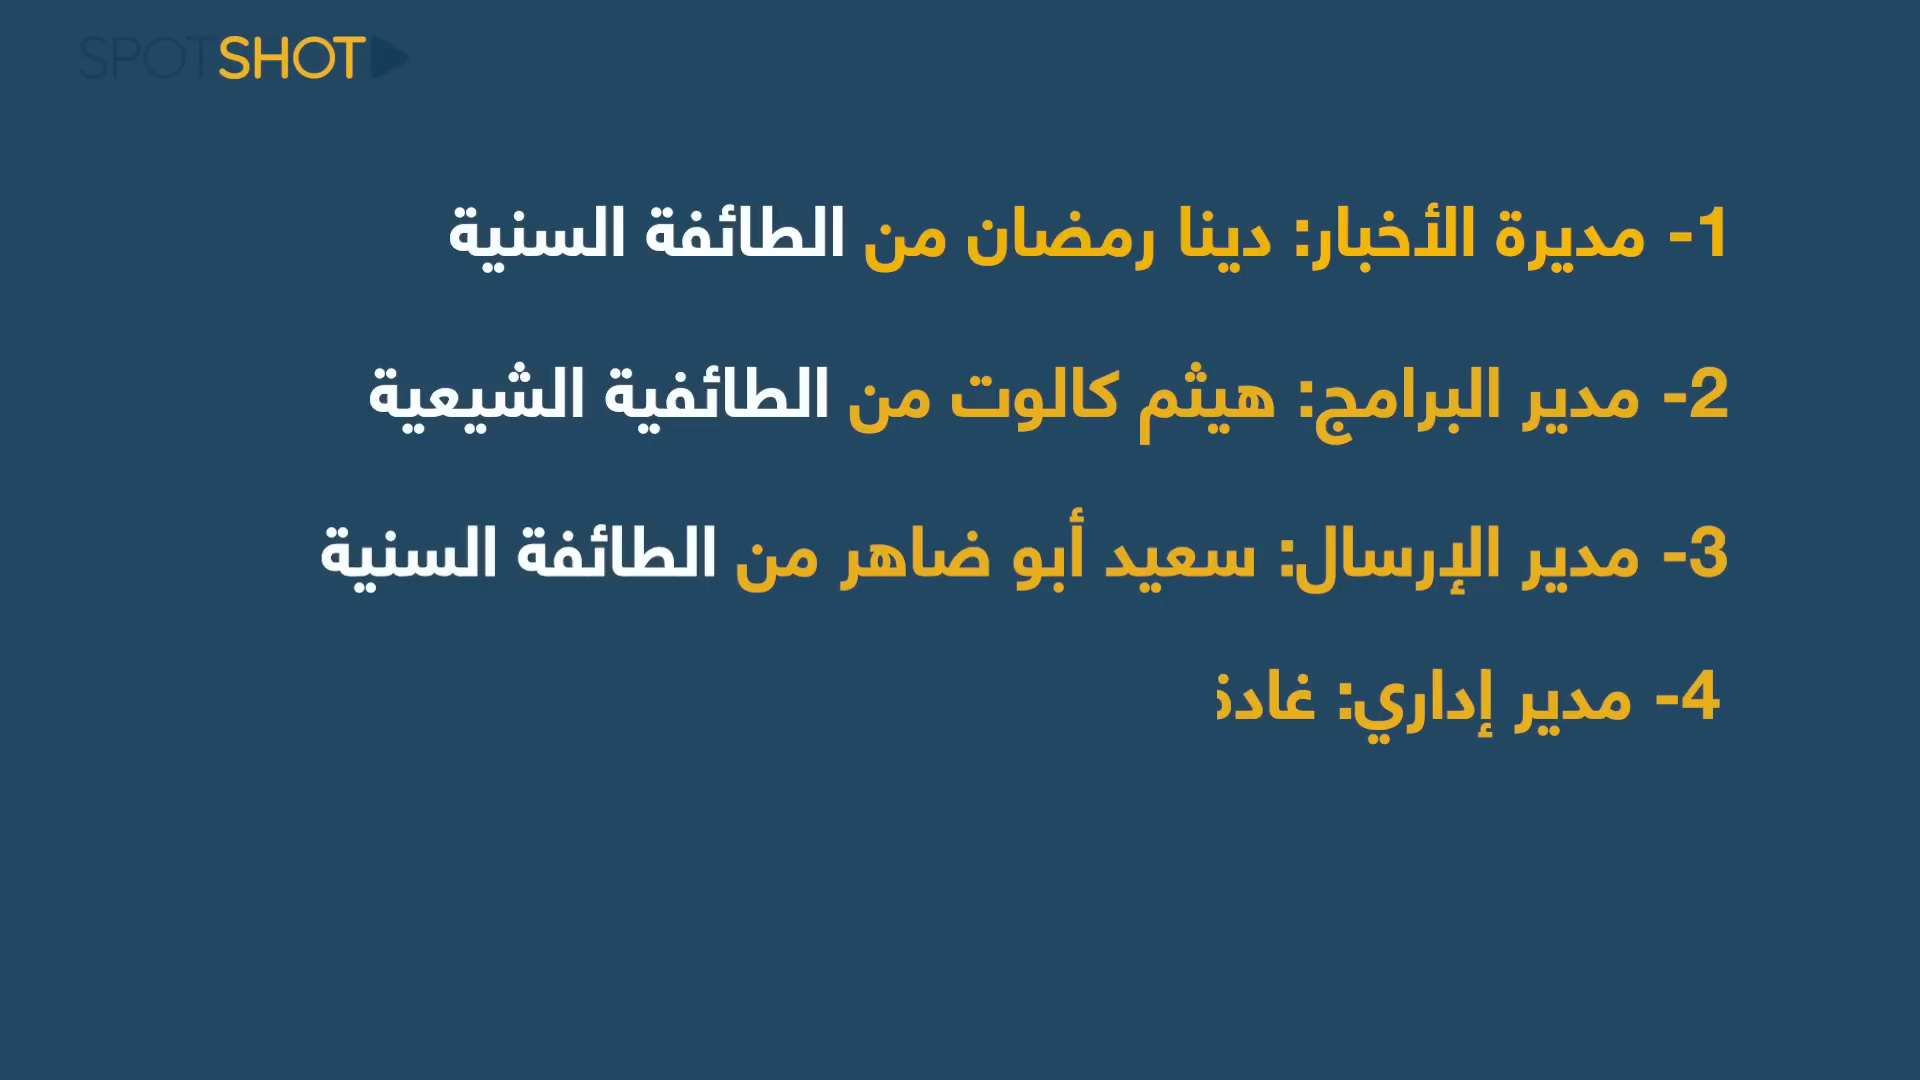 SPOTSHOT
1- مديرة الأخبار: دينا رمضان من الطائفة السنية
2- مدير البرامج: هيثم كالوت من الطائفية الشيعية
3- مدير الإرسال: سعيد أبو ضاهر من الطائفة السنية
4- مدير إداري: